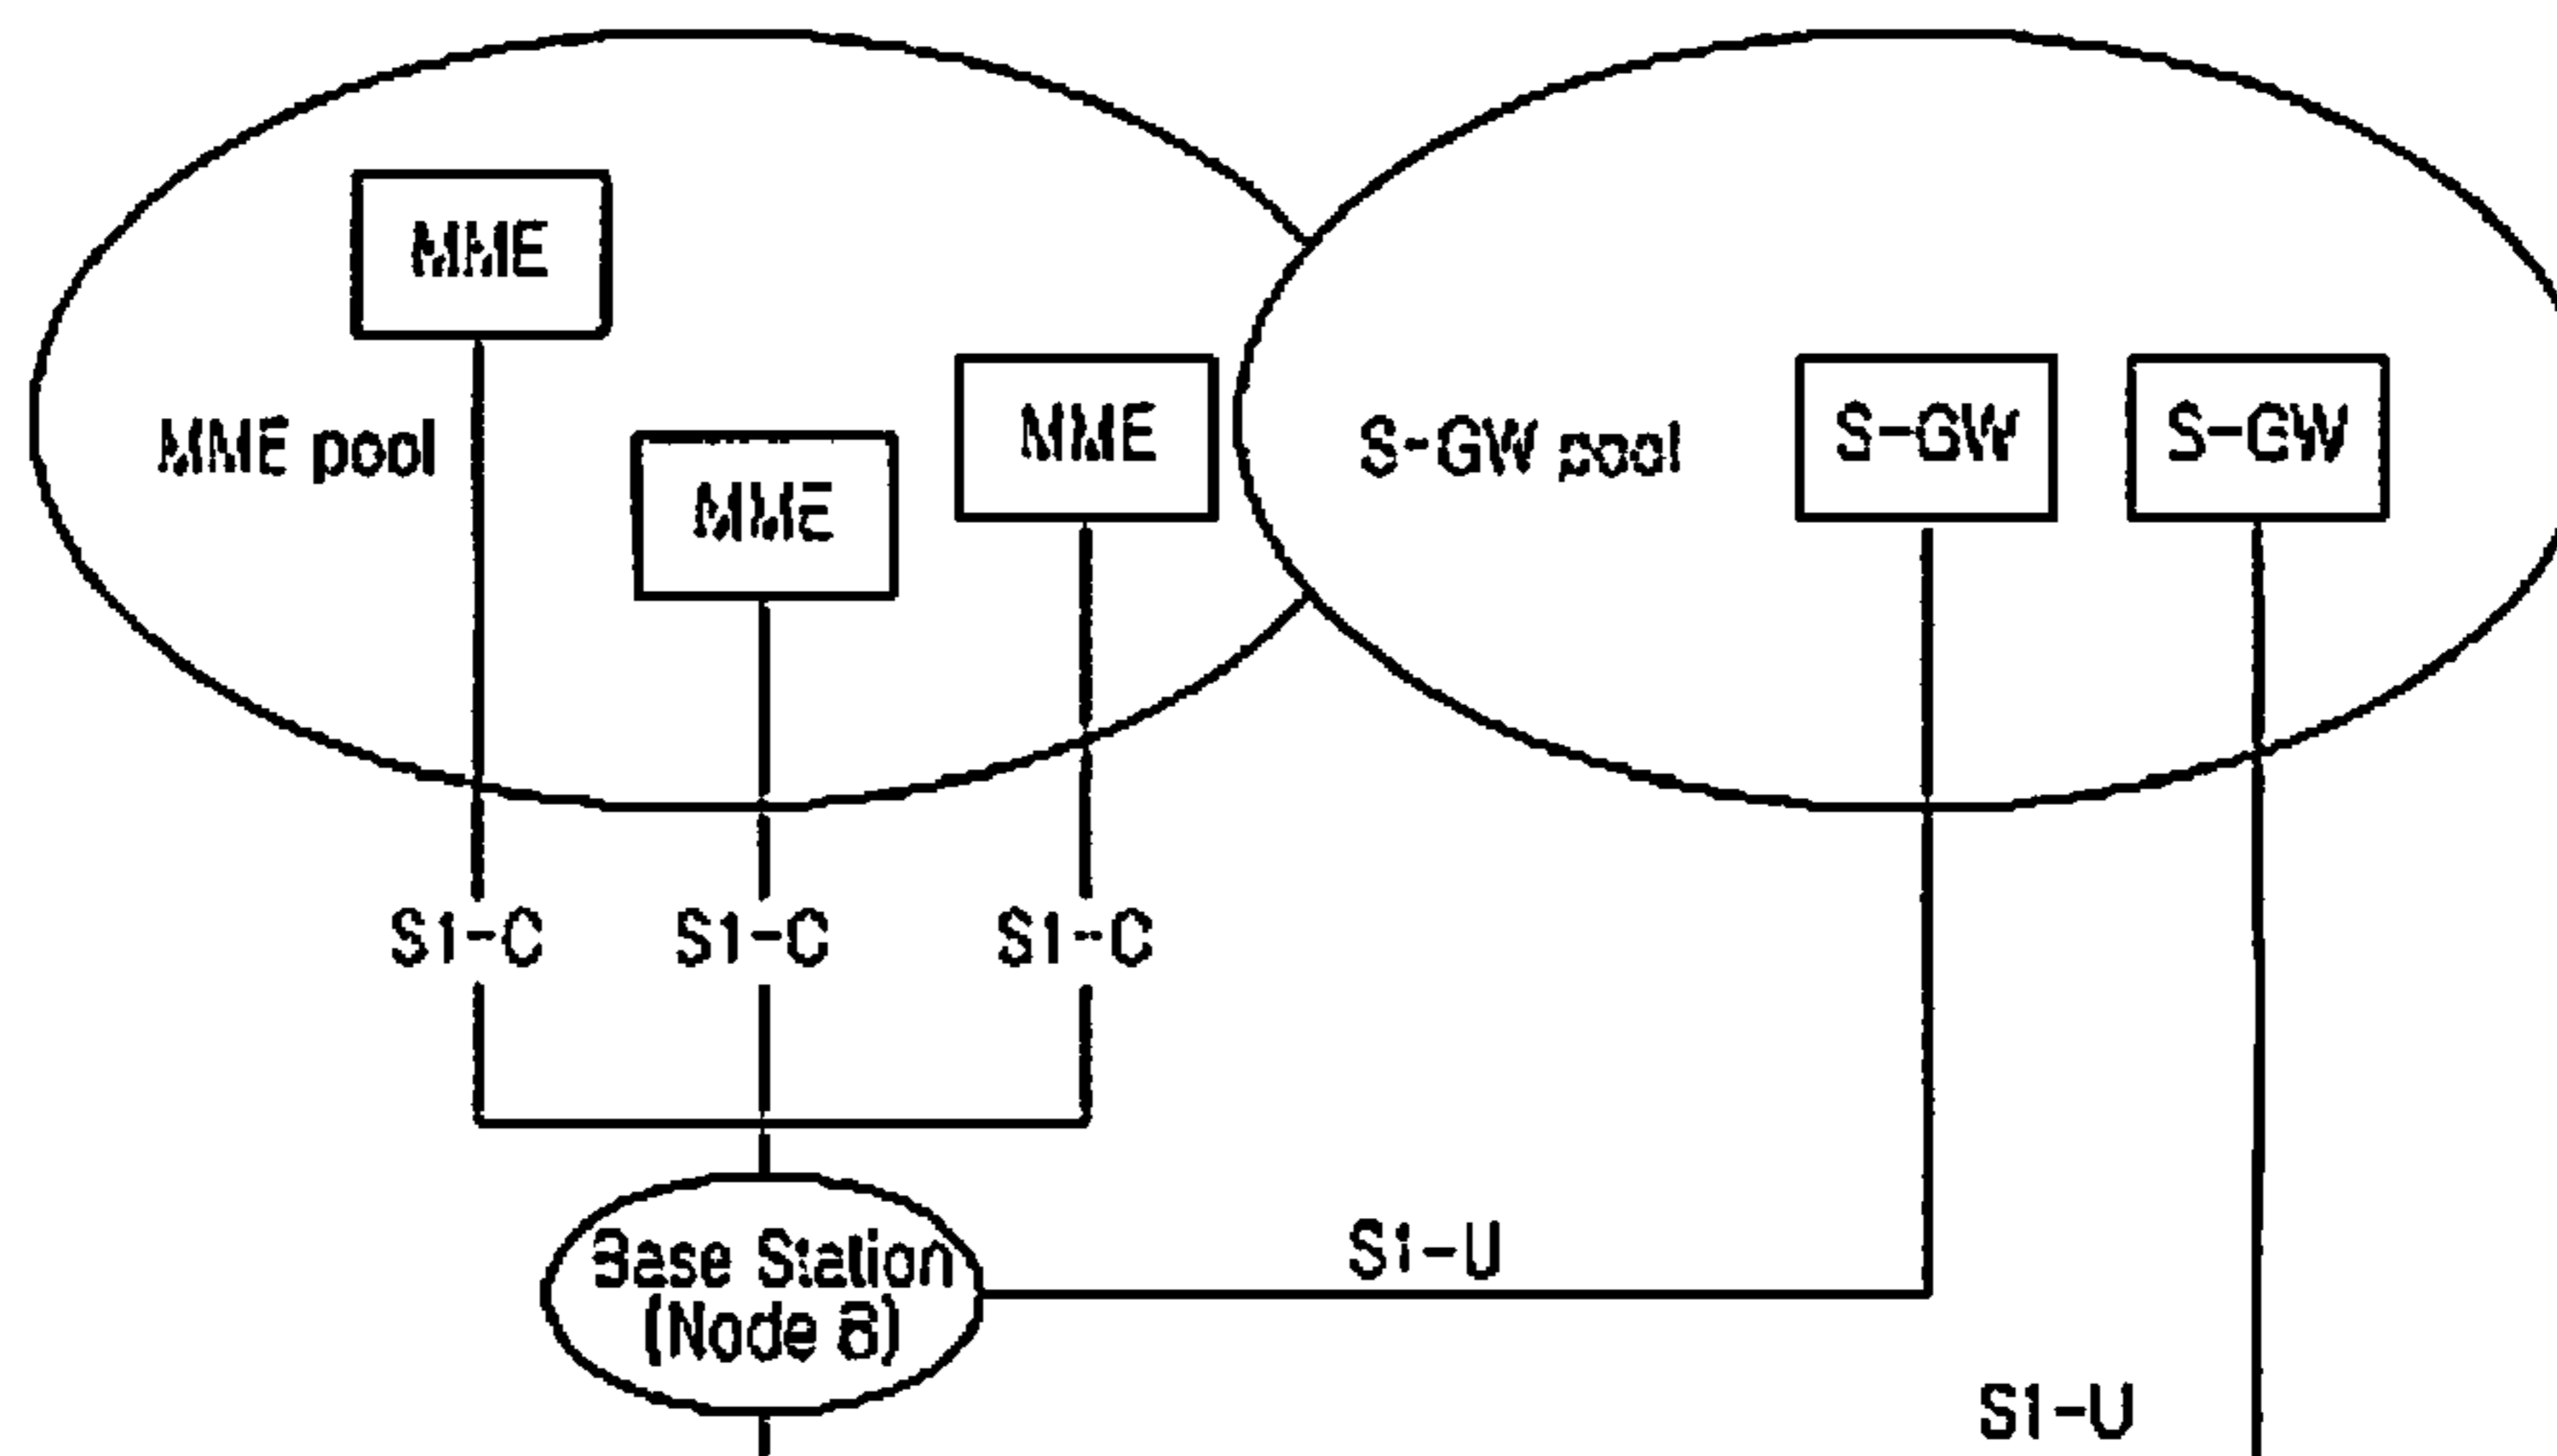 MME
MME
S-GW
S-GW
MME pool
S-GW pool
MME
S1-C
S1-C
S1-C
Base Station
(Node B)
S1-U
S1-U